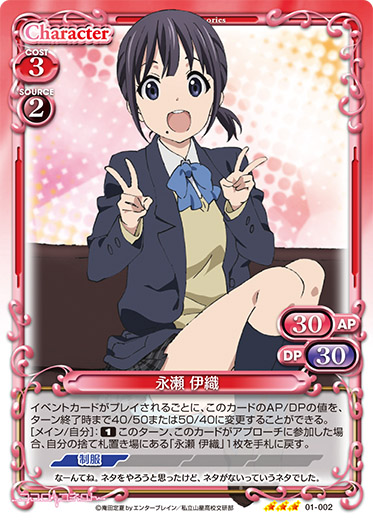 Character
COST
3
SOURCE
2
30 AP
DP 30
永瀬 伊織
イベントカードがプレイされるごとに、このカードのAP/DPの値を、
ターン終了時まで40/50または50/40に変更することができる。
[メイン/自分]:1このターン、このカードがアプローチに参加した場
合、自分の捨て札置き場にある「永瀬 伊織」1枚を手札に戻す。
制服
なーんてね。ネタをやろうと思ったけど、ネタがないっていうネタでした。
ココロコネクト
©庵田定夏 by エンターブレイン/私立山星高校文研部
01-002